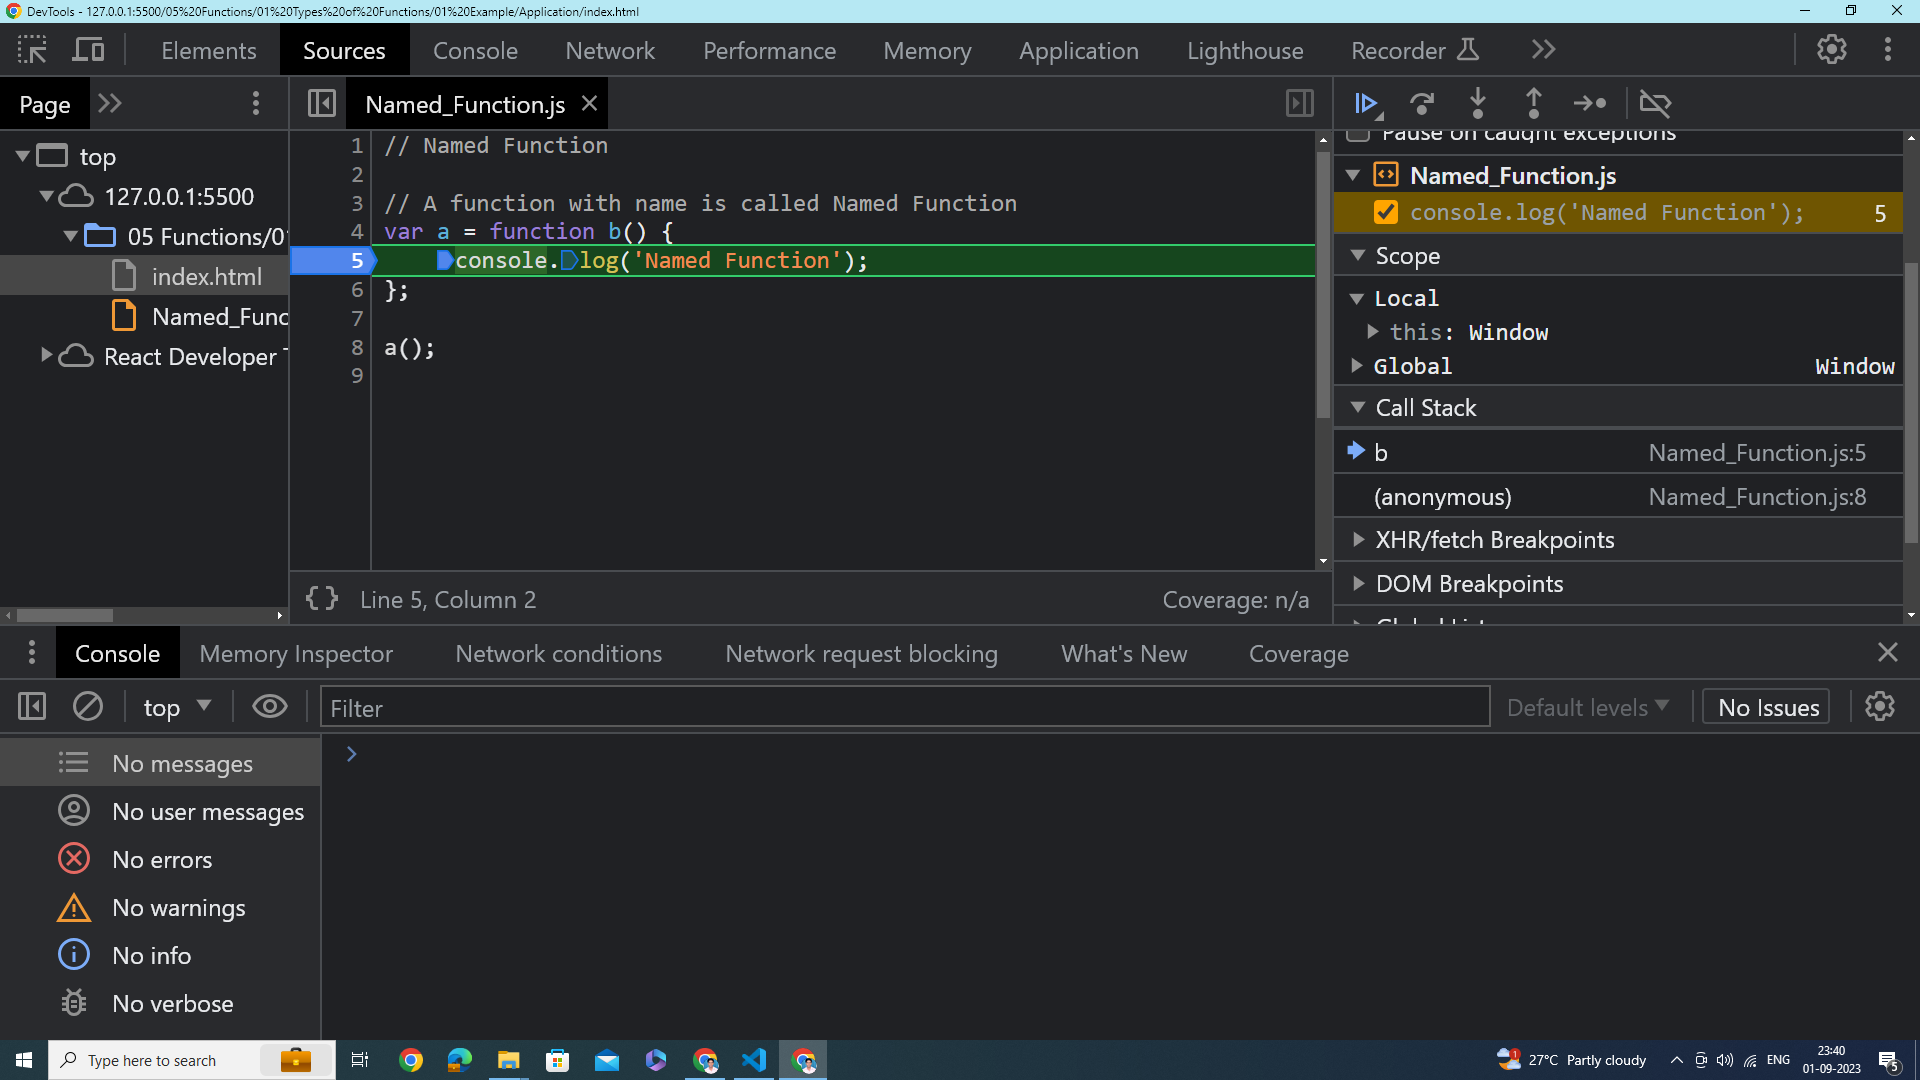 DevTools - 127.0.0.1:5500/05%20Functions/01%20Types%20of%20Functions/01%20Example/Application/index.html
Elements Sources Console Network Performance Memory Application Lighthouse Recorder
Page Named_Function.js
top
127.0.0.1:5500
05 Functions/0
index.html
Named_Func
React Developer
1 // Named Function
2
3 // A function with name is called Named Function
4 var a = function b() {
5 console.log('Named Function');
6 };
7
8 a();
9
{} Line 5, Column 2 Coverage: n/a
Pause on caught exceptions
Named_Function.js
console.log('Named Function'); 5
Scope
Local
this: Window
Global Window
Call Stack
b Named_Function.js:5
(anonymous) Named_Function.js:8
XHR/fetch Breakpoints
DOM Breakpoints
Console Memory Inspector Network conditions Network request blocking What's New Coverage
top Filter Default levels No Issues
No messages
No user messages
No errors
No warnings
No info
No verbose
Type here to search 1 27°C Partly cloudy ENG 23:40 01-09-2023 5